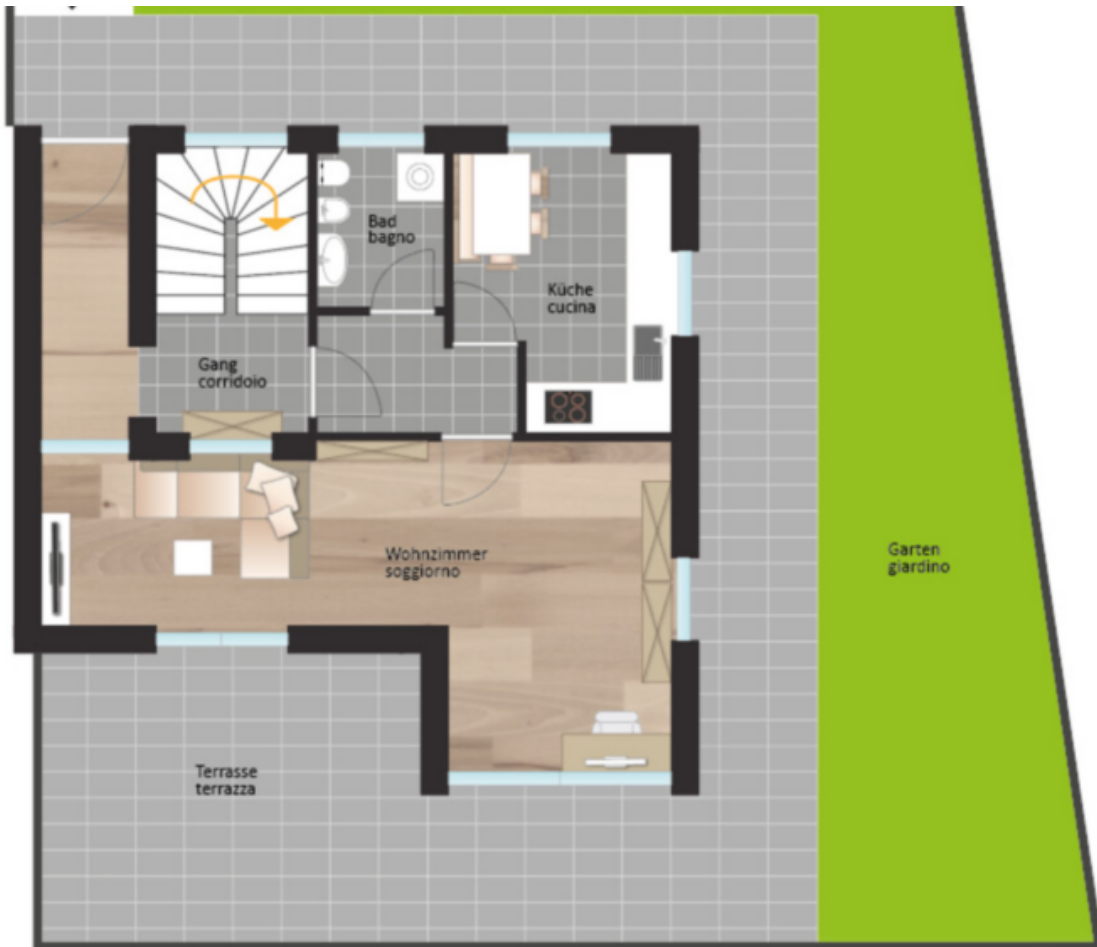 Bad
bagno
Küche
cucina
Gang
corridoio
Wohnzimmer
soggiorno
Garten
giardino
Terrasse
terrazza